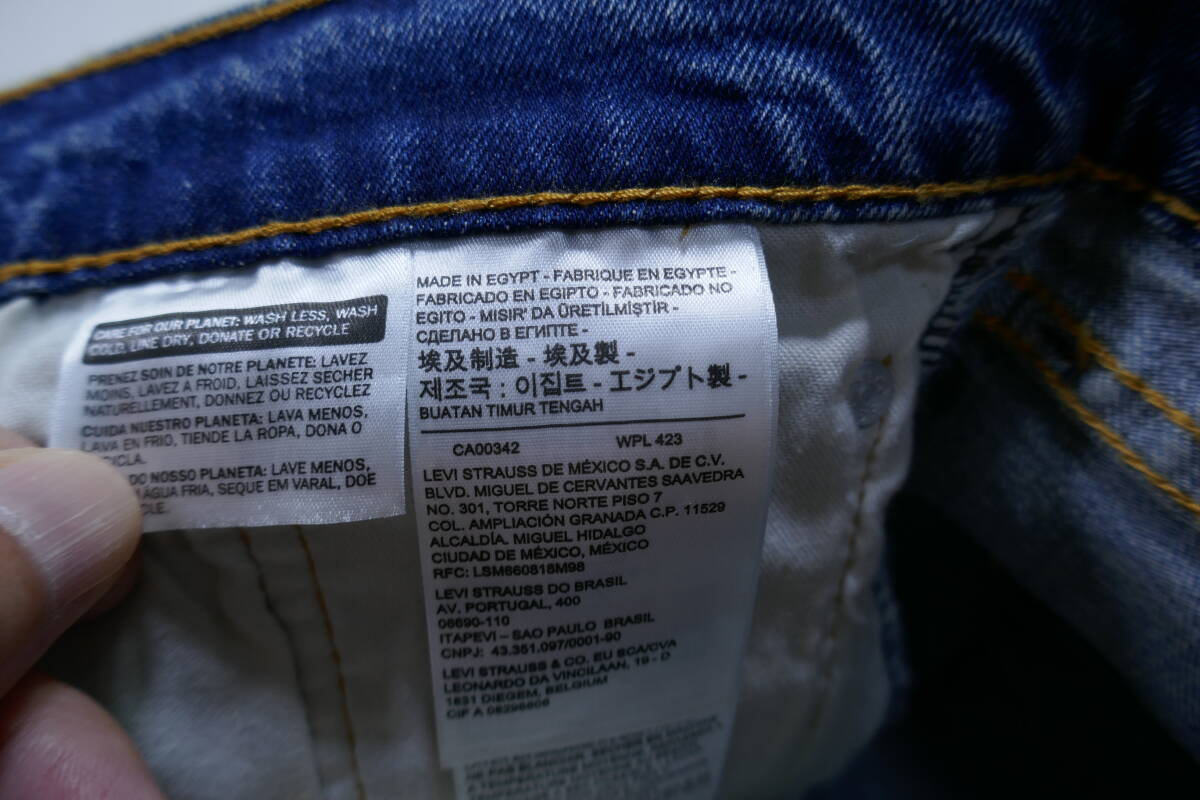 CARE FOR OUR PLANET: WASH LESS, WASH
COLD, LINE DRY, DONATE OR RECYCLE
PRENEZ SOIN DE NOTRE PLANETE: LAVEZ
MOINS, LAVEZ A FROID, LAISSEZ SECHER
NATURELLEMENT, DONNEZ OU RECYCLEZ
CUIDA NUESTRO PLANETA: LAVA MENOS,
LAVA EN FRIO, TIENDE LA ROPA, DONA O
DO NOSSO PLANETA: LAVE MENOS,
ÁGUA FRIA, SEQUE EM VARAL, DOE
MADE IN EGYPT - FABRIQUE EN EGYPTE -
FABRICADO EN EGIPTO - FABRICADO NO
EGITO - MISIR' DA ÜRETİLMİŞTİR -
СДЕЛАНО В ЕГИПТЕ -
埃及制造 - 埃及製 -
제조국 : 이집트 - エジプト製 -
BUATAN TIMUR TENGAH
CA00342 WPL 423
LEVI STRAUSS DE MÉXICO S.A. DE C.V.
BLVD. MIGUEL DE CERVANTES SAAVEDRA
NO. 301, TORRE NORTE PISO 7
COL. AMPLIACIÓN GRANADA C.P. 11529
ALCALDÍA. MIGUEL HIDALGO
CIUDAD DE MÉXICO, MÉXICO
RFC: LSM660818M98
LEVI STRAUSS DO BRASIL
AV. PORTUGAL, 400
06690-110
ITAPEVI – SAO PAULO BRASIL
CNPJ: 43.351.097/0001-90
LEVI STRAUSS & CO. EU BCA/CVA
LEONARDO DA VINCILAAN, 19 - D
1831 DIEGEM, BELGIUM
CIF A 08296606